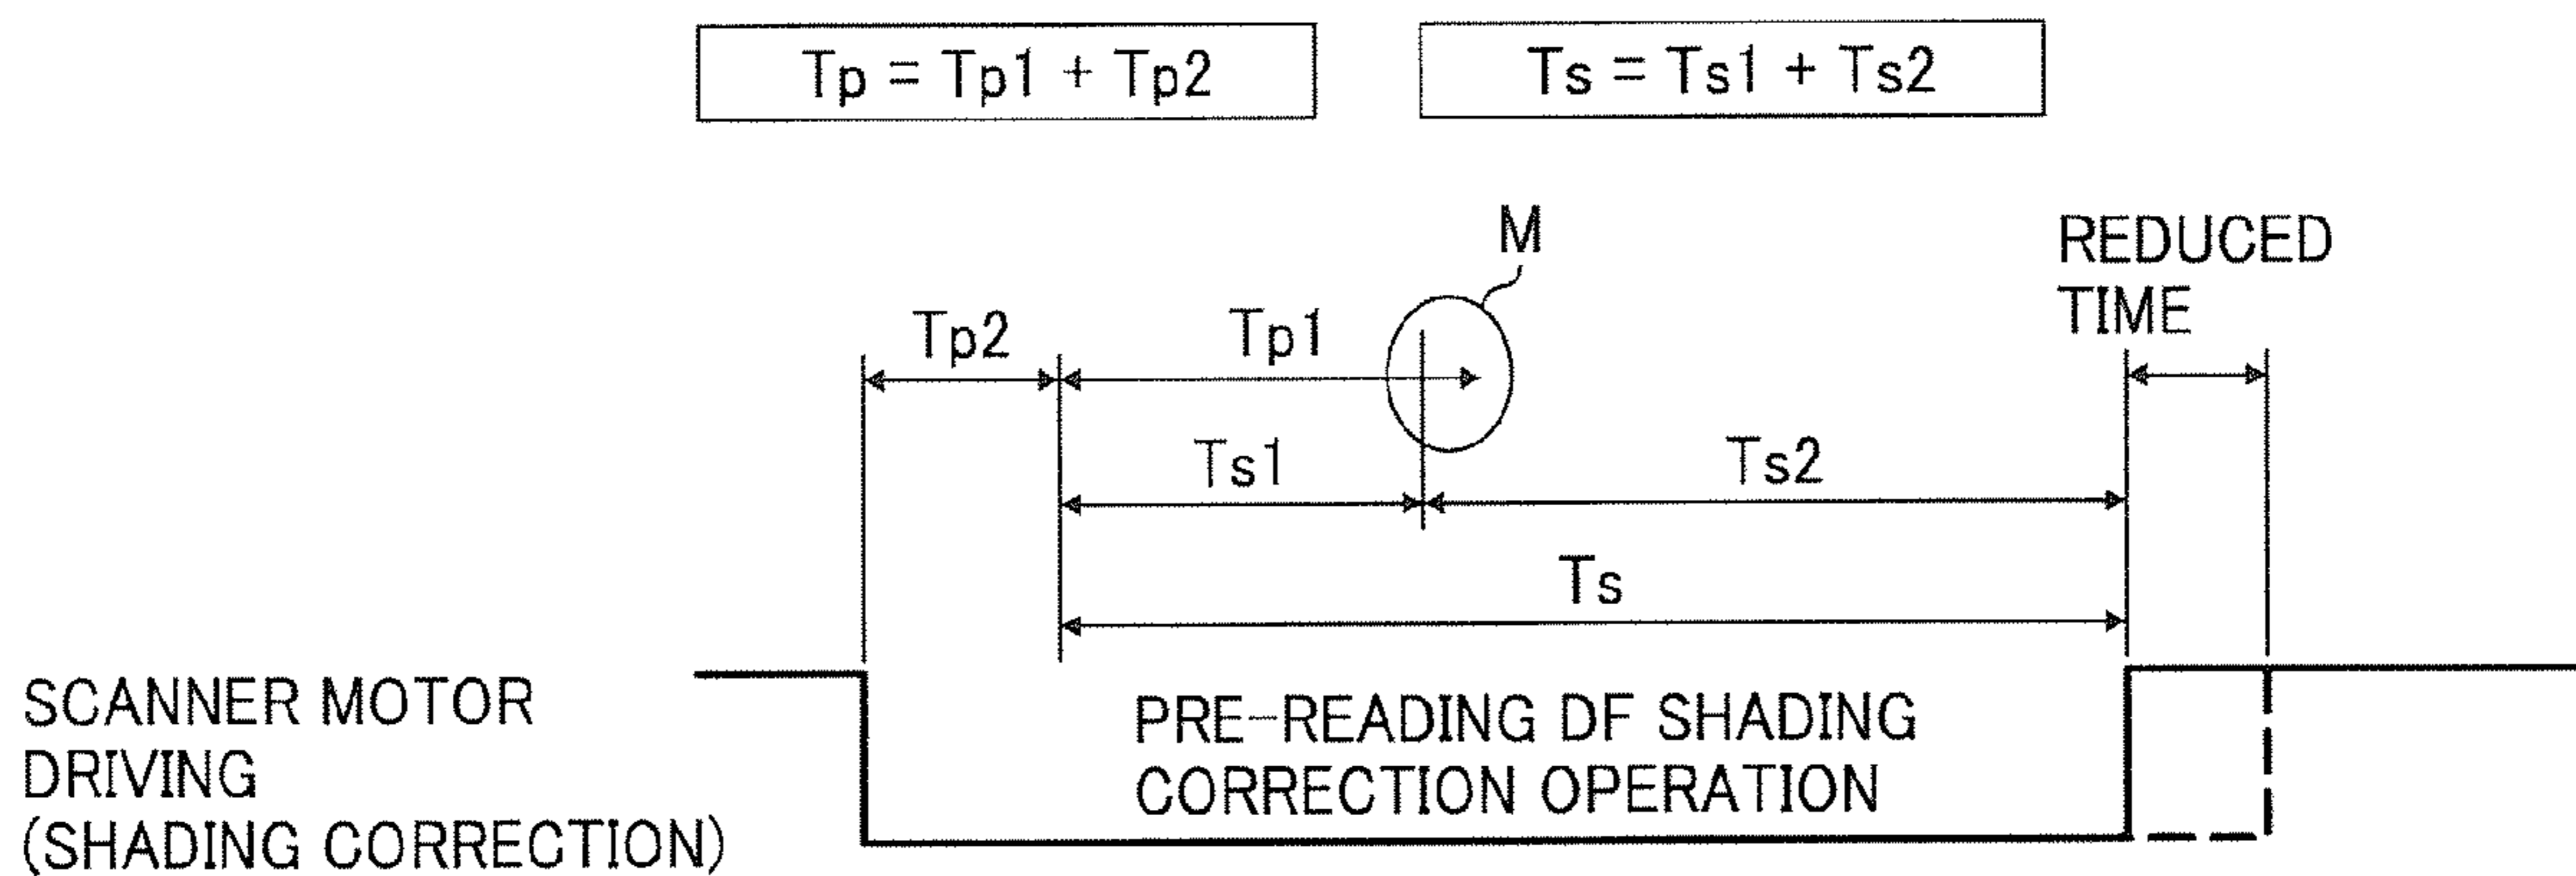 Tp = Tp1 + Tp2
Ts = Ts1 + Ts2
M
REDUCED
TIME
Tp2
Tp1
Ts1
Ts2
Ts
SCANNER MOTOR
DRIVING
(SHADING CORRECTION)
PRE-READING DF SHADING
CORRECTION OPERATION